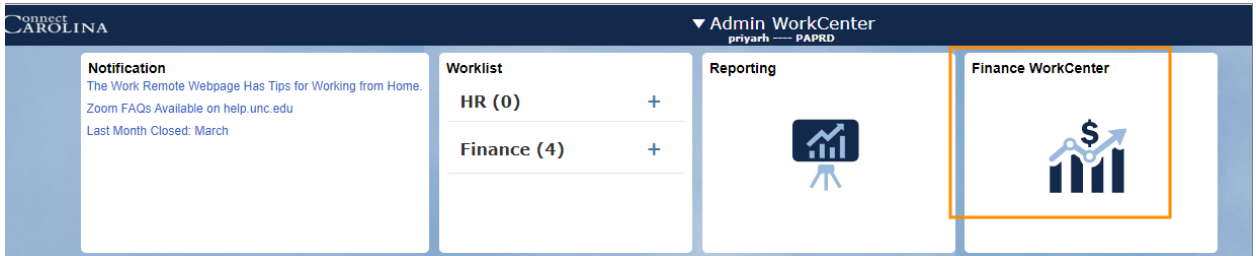 Connect
CAROLINA
▼ Admin WorkCenter
priyarh ---- PAPRD
Notification
The Work Remote Webpage Has Tips for Working from Home.
Zoom FAQs Available on help.unc.edu
Last Month Closed: March
Worklist
HR (0) +
Finance (4) +
Reporting
Finance WorkCenter
$